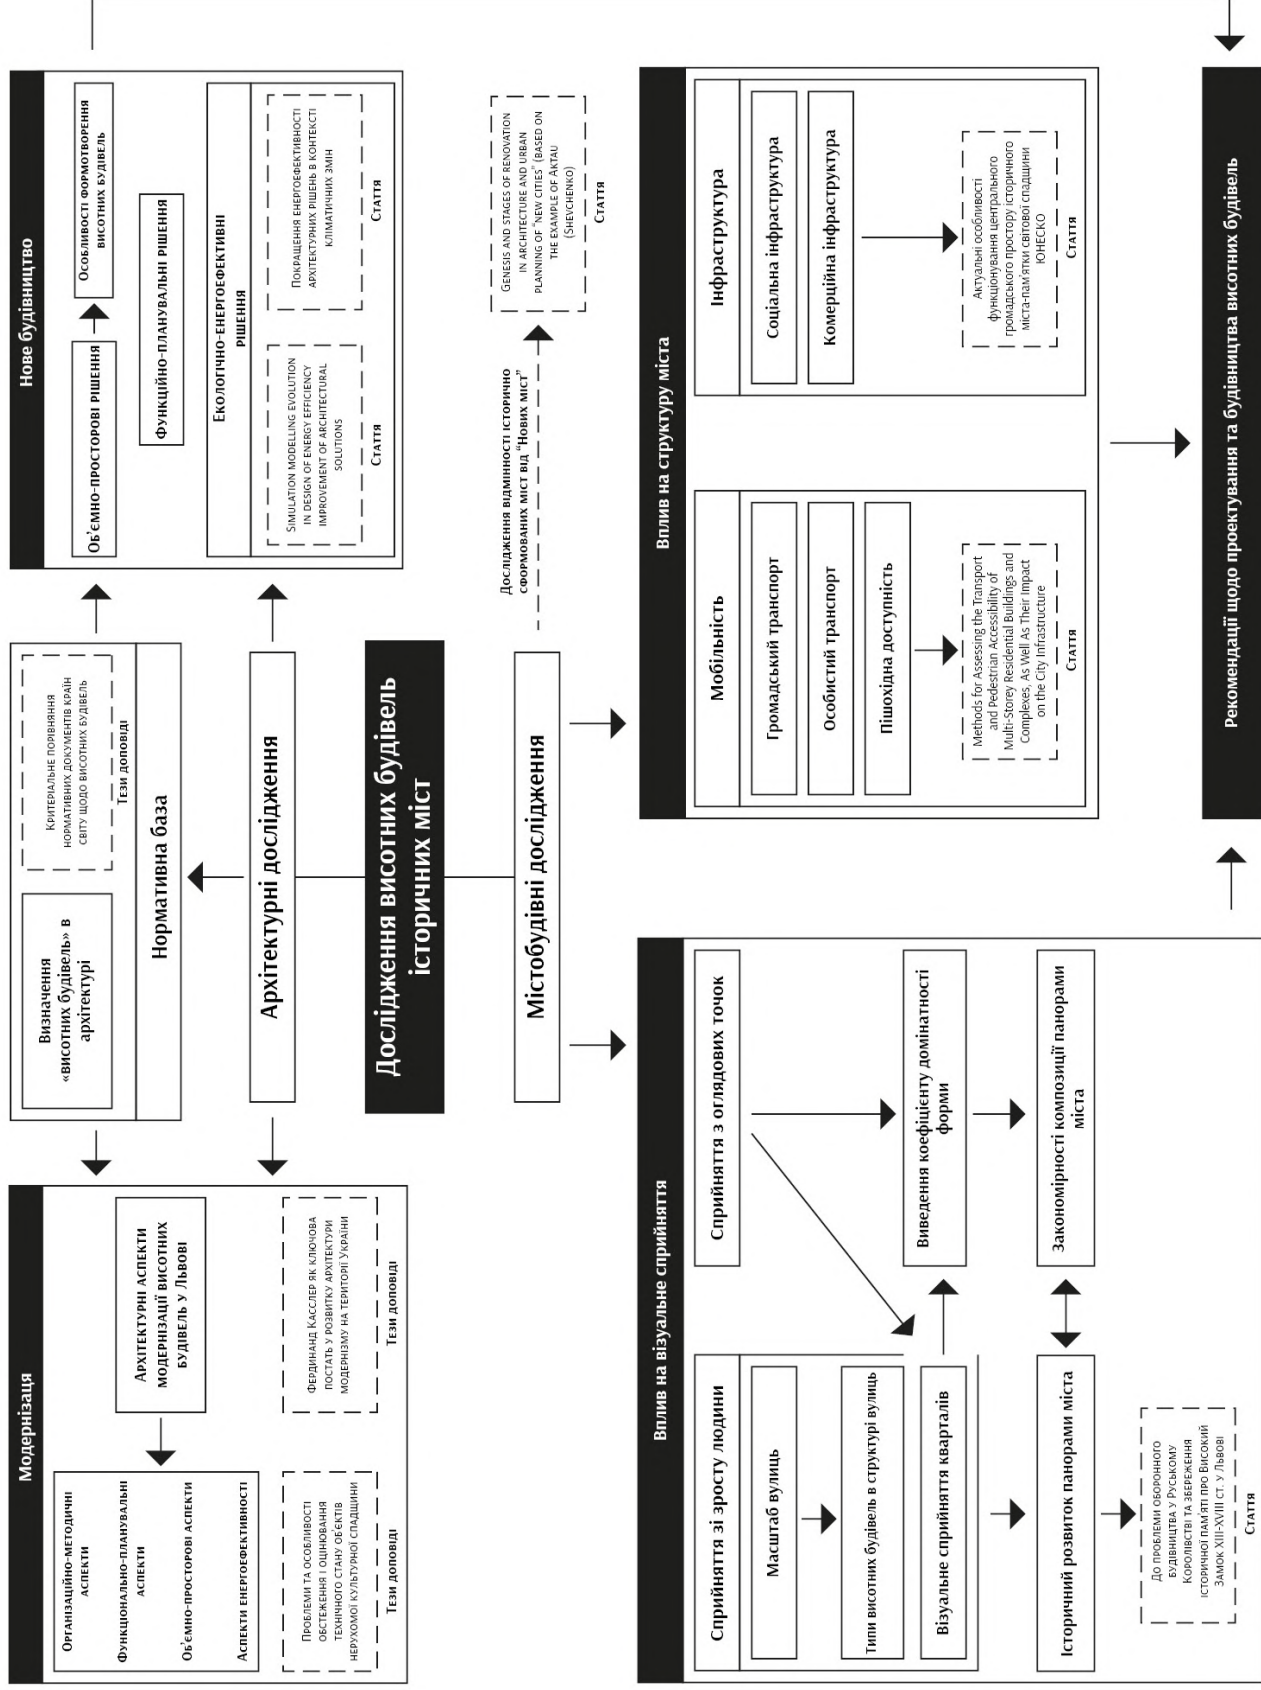 Модернізаця
Організаційно-методичні
аспекти
Функціонально-планувальні
аспекти
Об'ємно-просторові аспекти
Аспекти енергоефективності
Архітектурні аспекти
модернізації висотних
будівель у Львові
Проблеми та особливості
обстеження і оцінювання
технічного стану об'єктів
нерухомої культурної спадщини
Тези доповіді
Фердинанд Касслер як ключова
постать у розвитку архітектури
модернізму на території України
Тези доповіді
Визначення
«висотних будівель» в
архітектурі
Критеріальне порівняння
нормативних документів країн
світу щодо висотних будівель
Тези доповіді
Нормативна база
Архітектурні дослідження
Дослідження висотних будівель
історичних міст
Містобудівні дослідження
Нове будівництво
Об'ємно-просторові рішення
Особливості формотворення
висотних будівель
Функційно-планувальні рішення
Екологічно-енергоефективні
рішення
Simulation modelling evolution
in design of energy efficiency
improvement of architectural
solutions
Стаття
Покращення енергоефективності
архітектурних рішень в контексті
кліматичних змін
Стаття
Дослідження відмінності історично
сформованих міст від "Нових міст"
Genesis and stages of renovation
in architecture and urban
planning of "new cities" (based on
the example of Aktau
(Shevchenko)
Стаття
Вплив на візуальне сприйняття
Сприйняття зі зросту людини
Масштаб вулиць
Типи висотних будівель в структурі вулиць
Візуальне сприйняття кварталів
Історичний розвиток панорами міста
До проблеми оборонного
будівництва у Руському
Королівстві та збереження
історичної пам'яті про Високий
Замок XIII-XVIII ст. у Львові
Стаття
Сприйняття з оглядових точок
Виведення коефіцієнту домінатності
форми
Закономірності композиції панорами
міста
Вплив на структуру міста
Мобільність
Громадський транспорт
Особистий транспорт
Пішохідна доступність
Methods for Assessing the Transport
and Pedestrian Accessibility of
Multi-Storey Residential Buildings and
Complexes, As Well As Their Impact
on the City Infrastructure
Стаття
Інфраструктура
Соціальна інфраструктура
Комерційна інфраструктура
Актуальні особливості
функціонування центрального
громадського простору історичного
міста-пам'ятки світової спадщини
ЮНЕСКО
Стаття
Рекомендації щодо проектування та будівництва висотних будівель